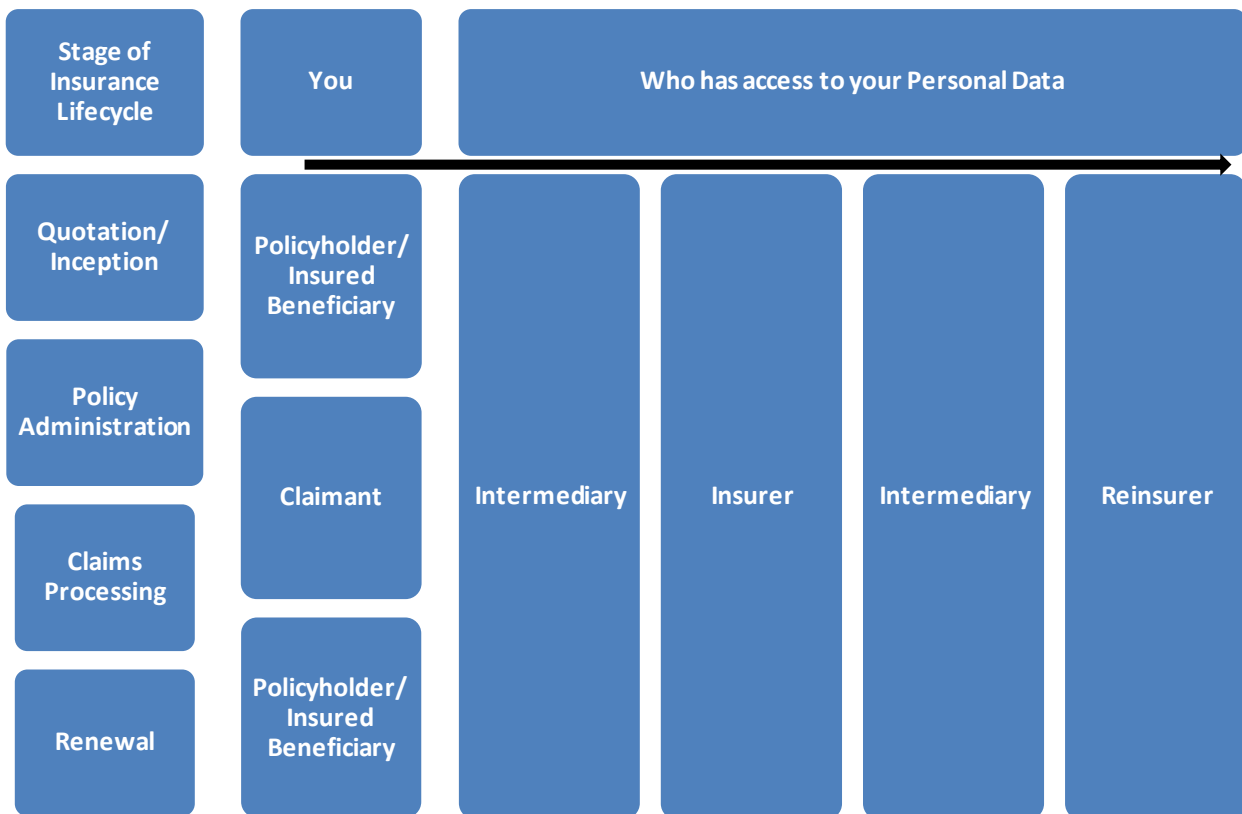 Stage of
Insurance
Lifecycle
You
Who has access to your Personal Data
Quotation/
Inception
Policy
Administration
Claims
Processing
Renewal
Policyholder/
Insured
Beneficiary
Claimant
Policyholder/
Insured
Beneficiary
Intermediary
Insurer
Intermediary
Reinsurer